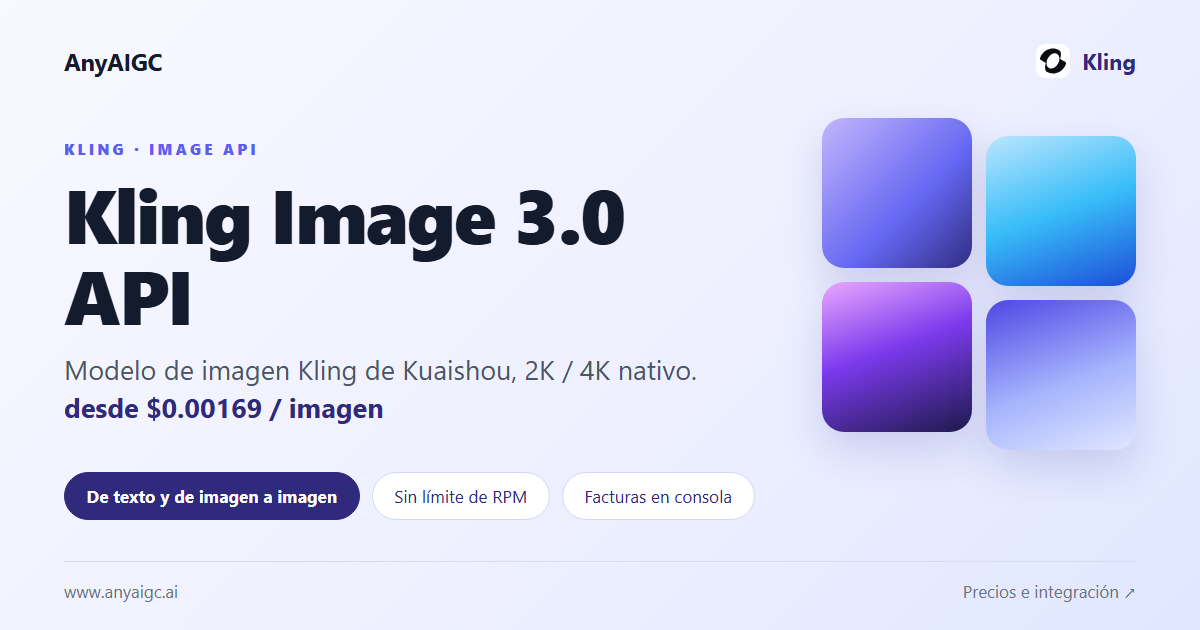 AnyAIGC
Kling
KLING · IMAGE API
Kling Image 3.0
API
Modelo de imagen Kling de Kuaishou, 2K / 4K nativo.
desde $0.00169 / imagen
De texto y de imagen a imagen
Sin límite de RPM
Facturas en consola
www.anyaigc.ai
Precios e integración ↗